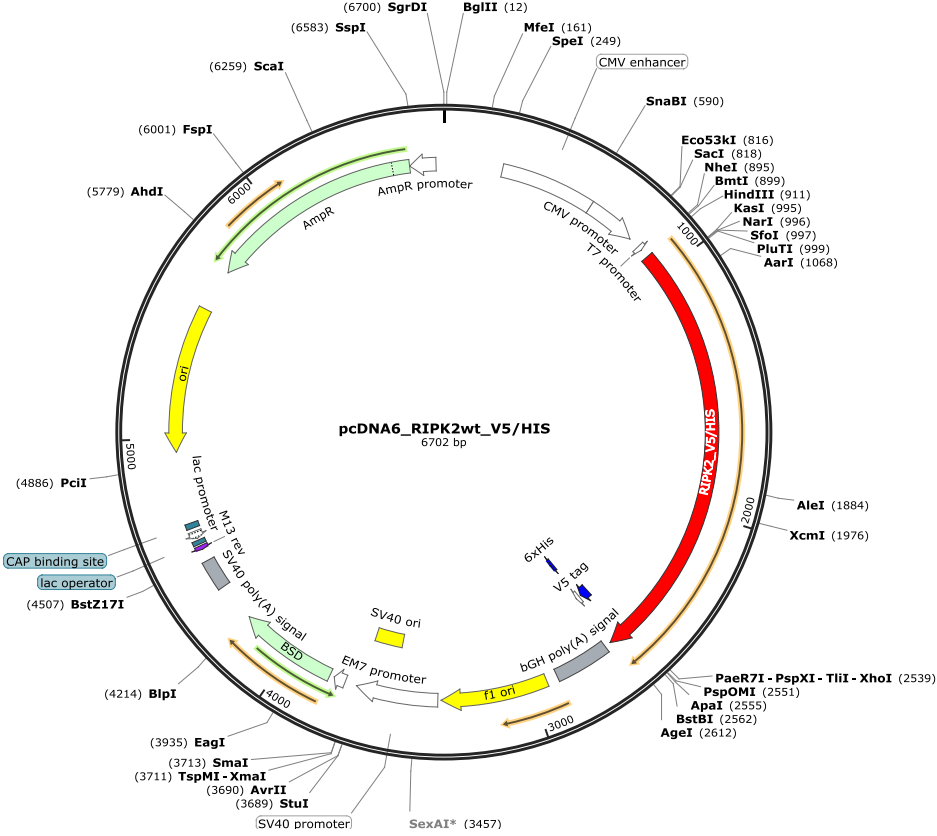 (6700) SgrDI
BglII (12)
(6583) SspI
MfeI (161)
SpeI (249)
(6259) ScaI
CMV enhancer
SnaBI (590)
(6001) FspI
Eco53kI (816)
SacI (818)
NheI (895)
BmtI (899)
HindIII (911)
KasI (995)
NarI (996)
SfoI (997)
PluTI (999)
AarI (1068)
(5779) AhdI
6000
1000
AmpR promoter
AmpR
CMV promoter
T7 promoter
ori
pcDNA6_RIPK2wt_V5/HIS
6702 bp
RIPK2_V5/HIS
5000
(4886) PciI
AleI (1884)
2000
XcmI (1976)
lac promoter
M13 rev
CAP binding site
lac operator
(4507) BstZ17I
SV40 poly(A) signal
6xHis
V5 tag
SV40 ori
bGH poly(A) signal
BSD
EM7 promoter
f1 ori
(4214) BlpI
4000
3000
PaeR7I - PspXI - TliI - XhoI (2539)
PspOMI (2551)
ApaI (2555)
BstBI (2562)
AgeI (2612)
(3935) EagI
(3713) SmaI
(3711) TspMI - XmaI
(3690) AvrII
(3689) StuI
SV40 promoter
SexAI* (3457)